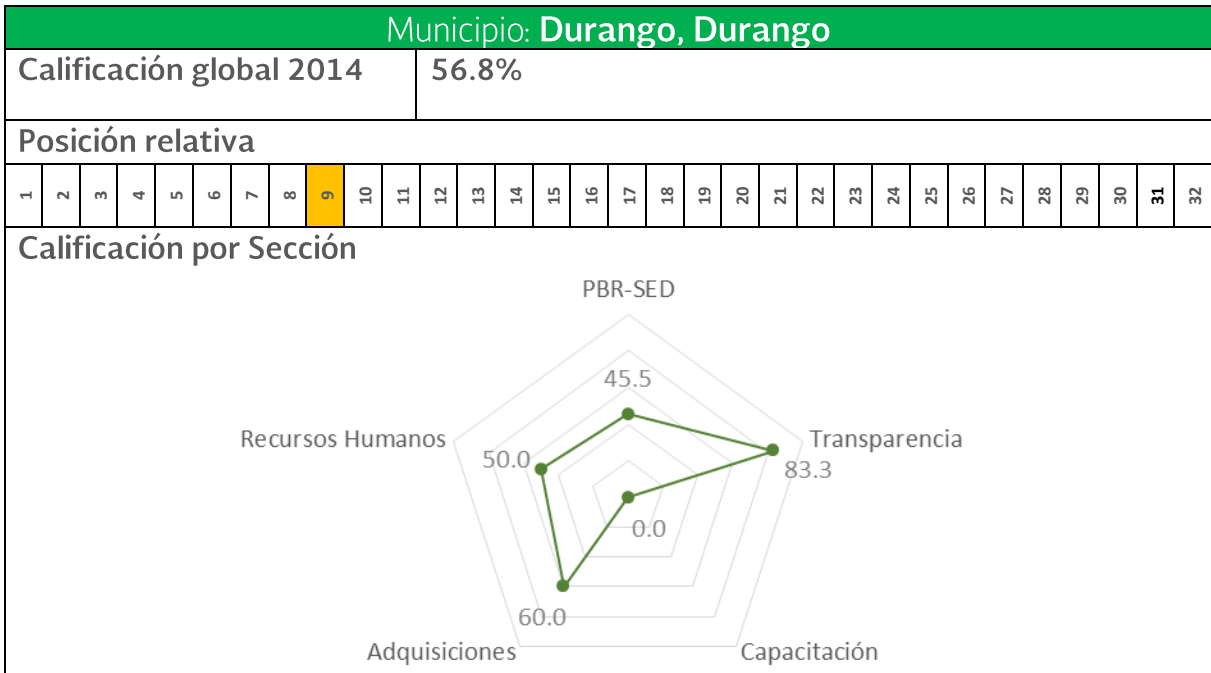 Municipio: Durango, Durango
Calificación global 2014 56.8%
Posición relativa
1 2 3 4 5 6 7 8 9 10 11 12 13 14 15 16 17 18 19 20 21 22 23 24 25 26 27 28 29 30 31 32
Calificación por Sección
PBR-SED
45.5
Recursos Humanos
Transparencia
50.0
83.3
0.0
60.0
Adquisiciones
Capacitación